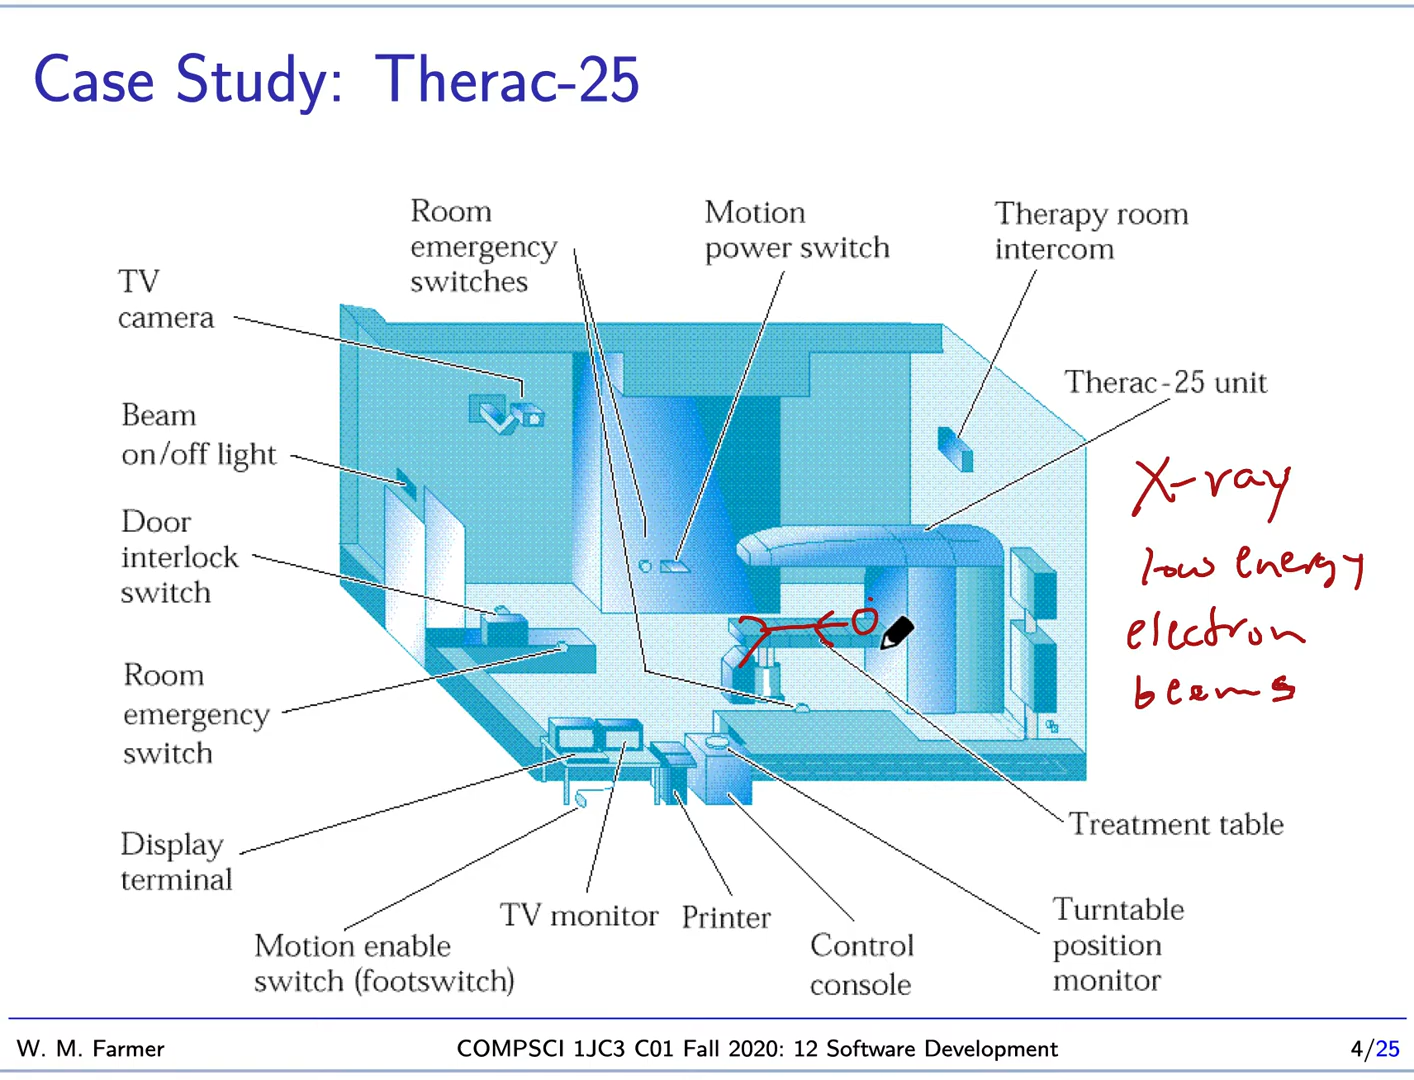 Case Study: Therac-25
Room
emergency
switches
Motion
power switch
Therapy room
intercom
TV
camera
Therac-25 unit
Beam
on/off light
X-ray
low energy
electron
beems
Door
interlock
switch
Room
emergency
switch
Display
terminal
Treatment table
TV monitor
Printer
Turntable
position
monitor
Motion enable
switch (footswitch)
Control
console
W. M. Farmer
COMPSCI 1JC3 C01 Fall 2020: 12 Software Development
4/25